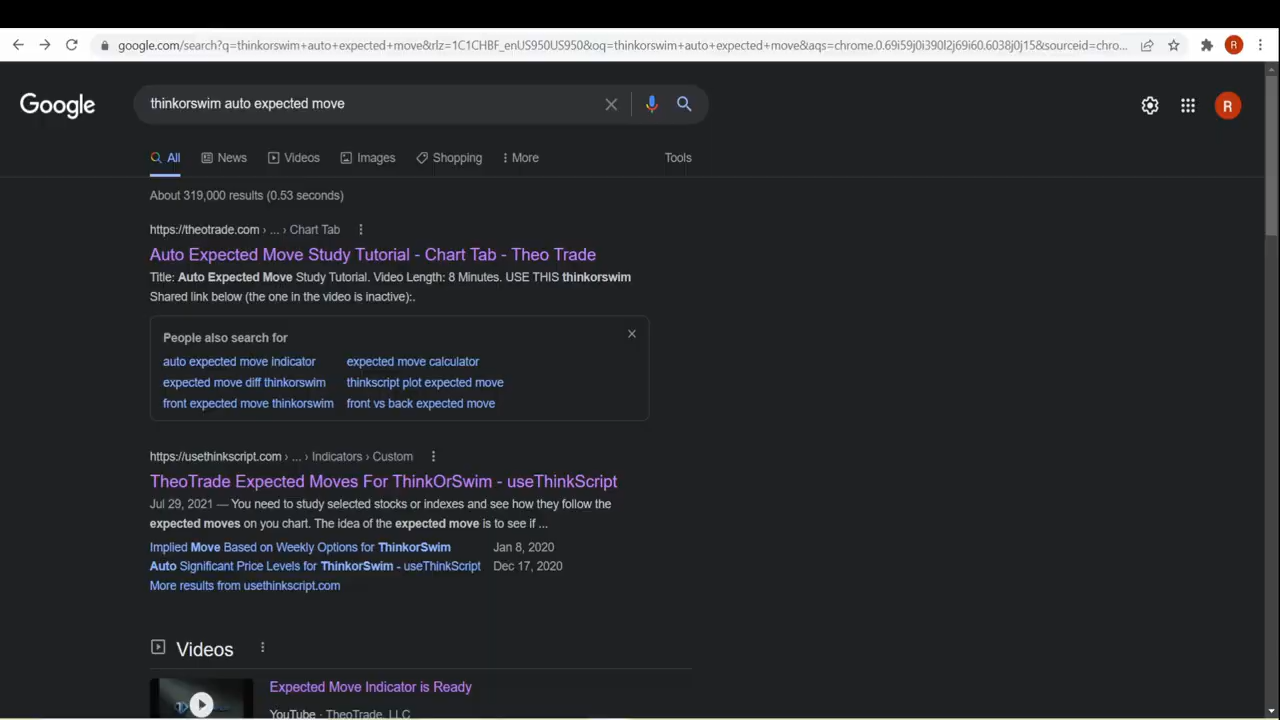 google.com/search?q=thinkorswim+auto+expected+move&rlz=1C1CHBF_enUS950US950&oq=thinkorswim+auto+expected+move&aqs=chrome.0.69i59j0i390l2j69i60.6038j0j15&sourceid=chro...
R
Google
thinkorswim auto expected move
R
All
News
Videos
Images
Shopping
More
Tools
About 319,000 results (0.53 seconds)
https://theotrade.com › ... › Chart Tab
Auto Expected Move Study Tutorial - Chart Tab - Theo Trade
Title: Auto Expected Move Study Tutorial. Video Length: 8 Minutes. USE THIS thinkorswim
Shared link below (the one in the video is inactive):.
People also search for
auto expected move indicator
expected move calculator
expected move diff thinkorswim
thinkscript plot expected move
front expected move thinkorswim
front vs back expected move
https://usethinkscript.com › ... › Indicators › Custom
TheoTrade Expected Moves For ThinkOrSwim - useThinkScript
Jul 29, 2021 — You need to study selected stocks or indexes and see how they follow the
expected moves on you chart. The idea of the expected move is to see if ...
Implied Move Based on Weekly Options for ThinkorSwim Jan 8, 2020
Auto Significant Price Levels for ThinkorSwim - useThinkScript Dec 17, 2020
More results from usethinkscript.com
Videos
Expected Move Indicator is Ready
YouTube · TheoTrade, LLC